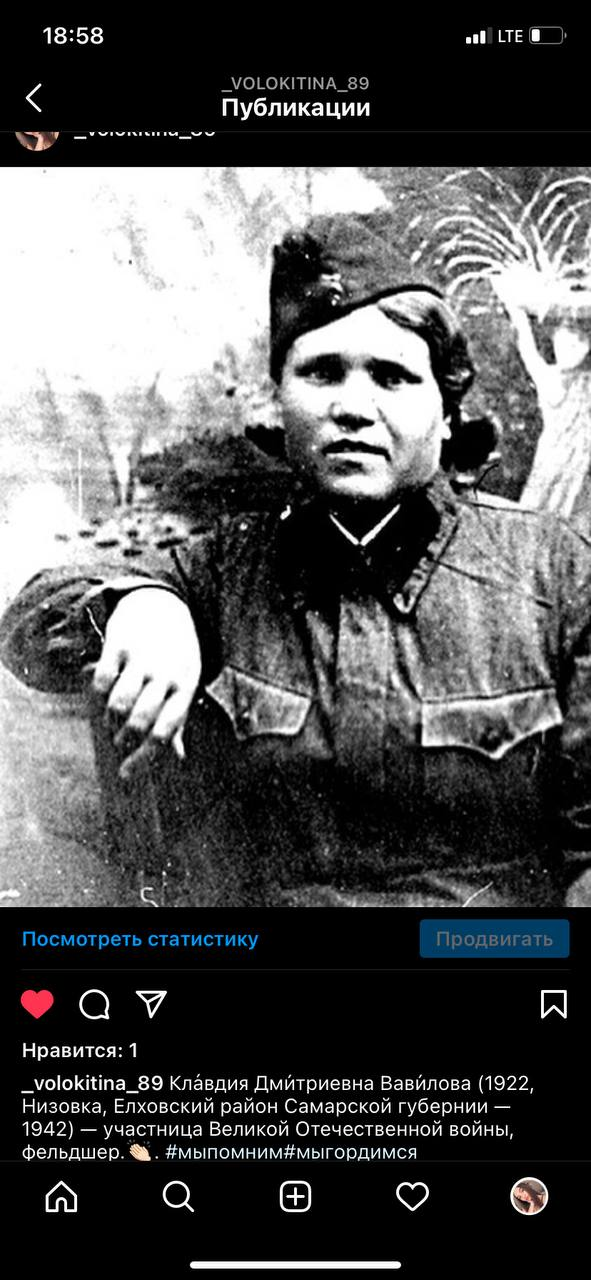 18:58 LTE
_VOLOKITINA_89
Публикации
_volokitina_89
Посмотреть статистику
Продвигать
Нравится: 1
_volokitina_89 Кла́вдия Дми́триевна Вави́лова (1922,
Низовка, Елховский район Самарской губернии —
1942) — участница Великой Отечественной войны,
фельдшер.👏🏻. #мыпомним#мыгордимся